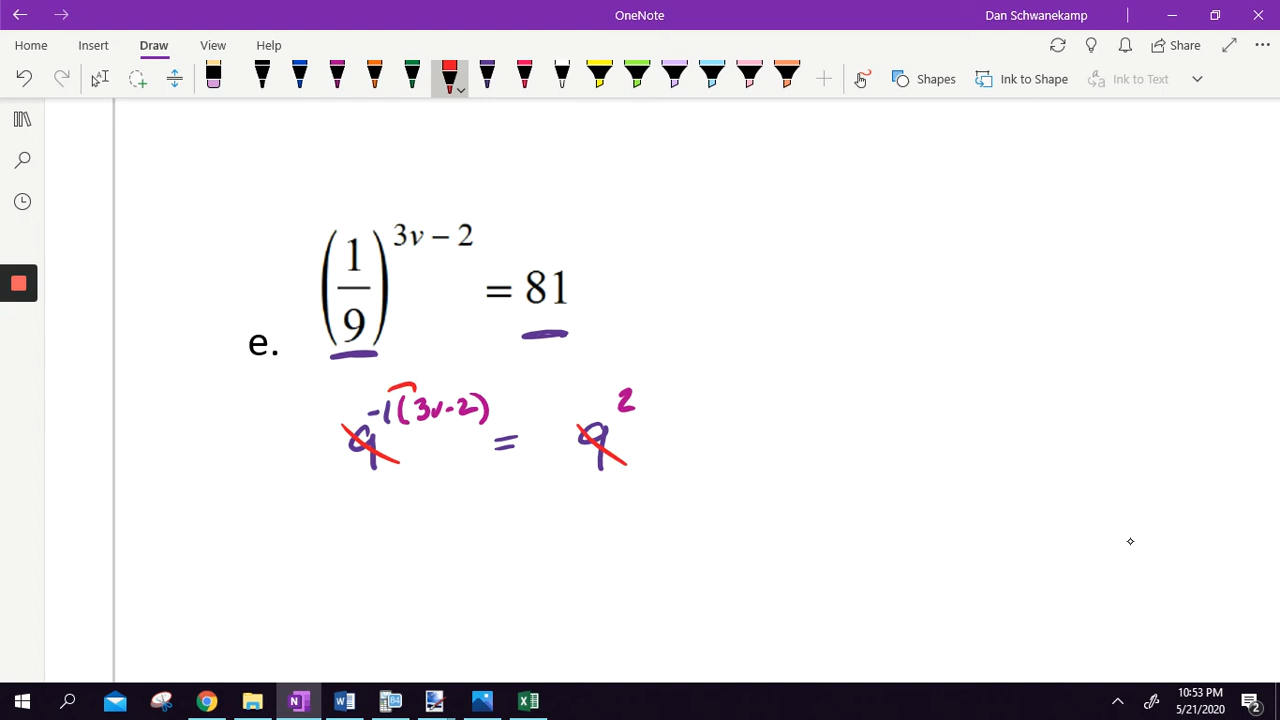 OneNote
Dan Schwanekamp
Home Insert Draw View Help
Share
Shapes Ink to Shape Ink to Text
(1/9)^(3v − 2) = 81
e.
9^(-1(3v-2)) = 9^2
10:53 PM
5/21/2020
2